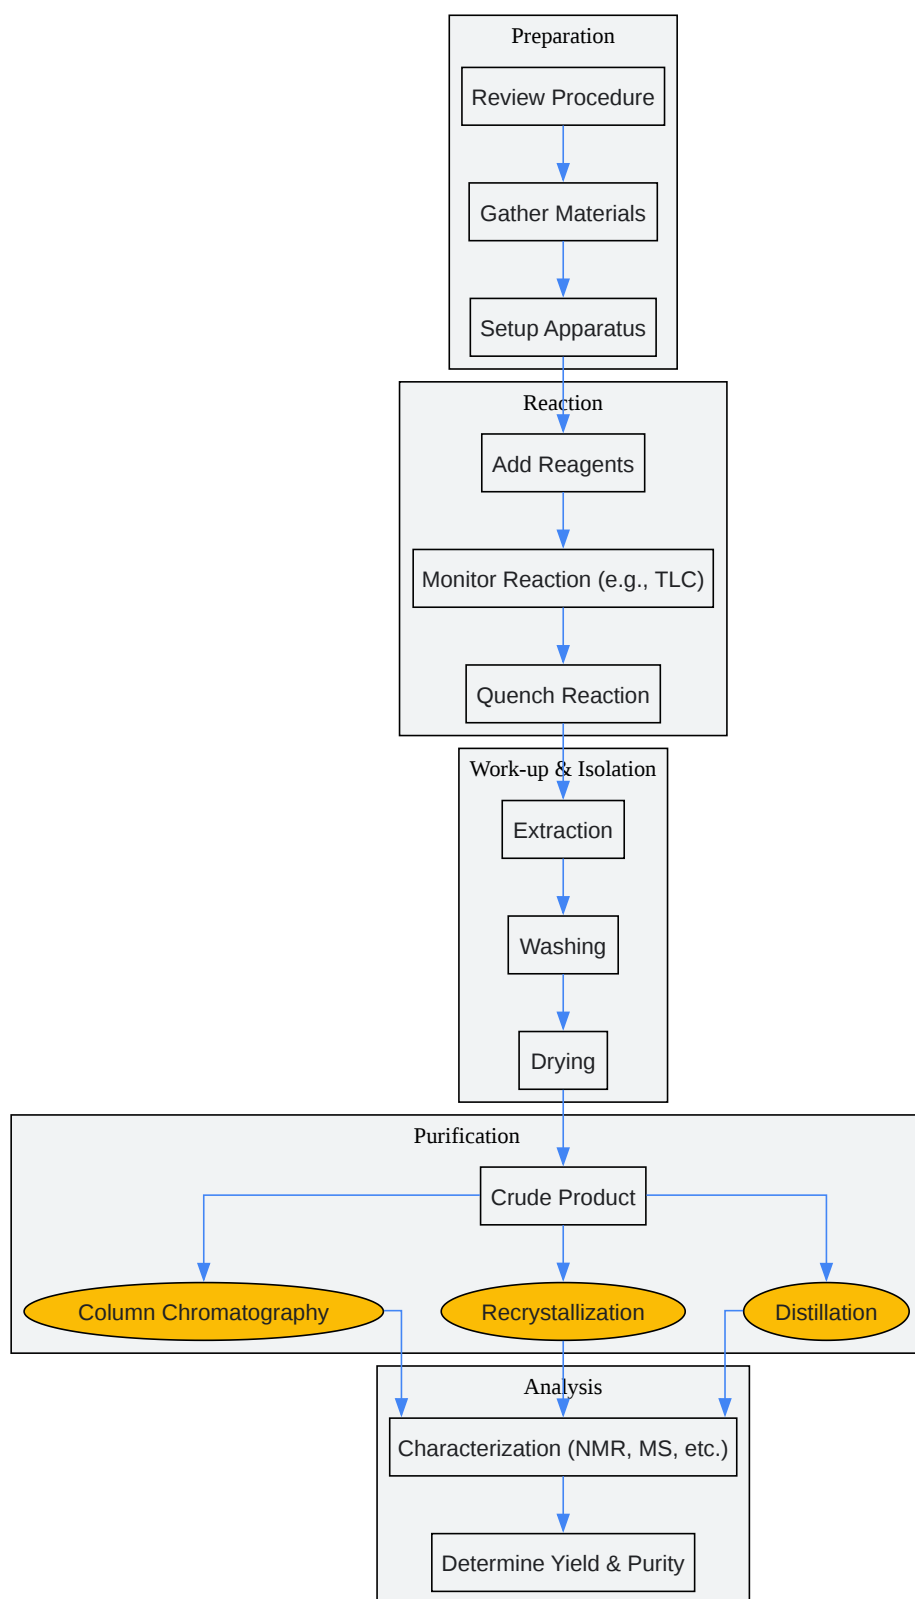 Preparation
Review Procedure
Gather Materials
Setup Apparatus
Reaction
Add Reagents
Monitor Reaction (e.g., TLC)
Quench Reaction
Work-up & Isolation
Extraction
Washing
Drying
Purification
Crude Product
Column Chromatography
Recrystallization
Distillation
Analysis
Characterization (NMR, MS, etc.)
Determine Yield & Purity